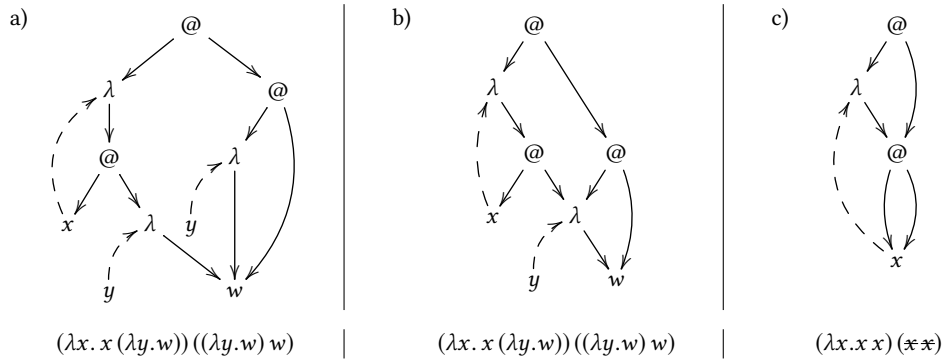 a) @ b) @ c) @
λ @ λ λ
@ λ @ @ @
x y λ x λ
y w y w x
(λx. x (λy.w)) ((λy.w) w) (λx. x (λy.w)) ((λy.w) w) (λx.x x) (x̶ x̶)